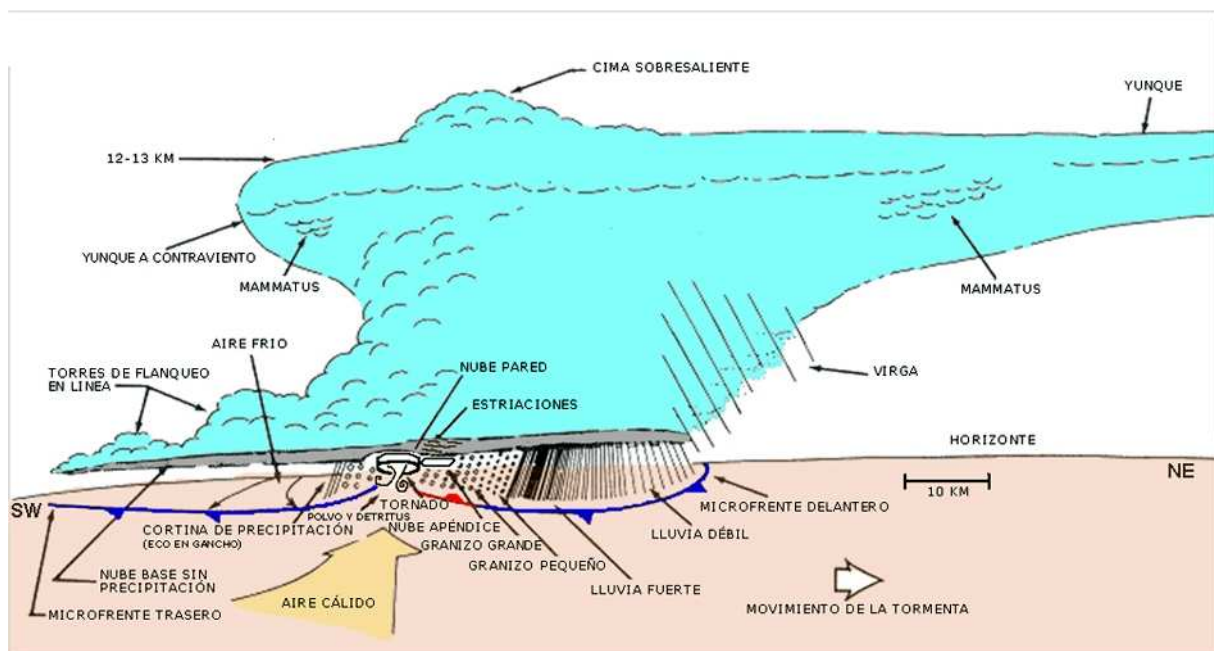 CIMA SOBRESALIENTE
YUNQUE
12-13 KM
YUNQUE A CONTRAVIENTO
MAMMATUS
MAMMATUS
AIRE FRIO
TORRES DE FLANQUEO
EN LINEA
NUBE PARED
VIRGA
ESTRIACIONES
HORIZONTE
NE
10 KM
SW
POLVO Y DETRITUS
TORNADO
MICROFRENTE DELANTERO
CORTINA DE PRECIPITACIÓN
(ECO EN GANCHO)
NUBE APÉNDICE
LLUVIA DÉBIL
GRANIZO GRANDE
GRANIZO PEQUEÑO
NUBE BASE SIN
PRECIPITACIÓN
LLUVIA FUERTE
AIRE CÁLIDO
MOVIMIENTO DE LA TORMENTA
MICROFRENTE TRASERO